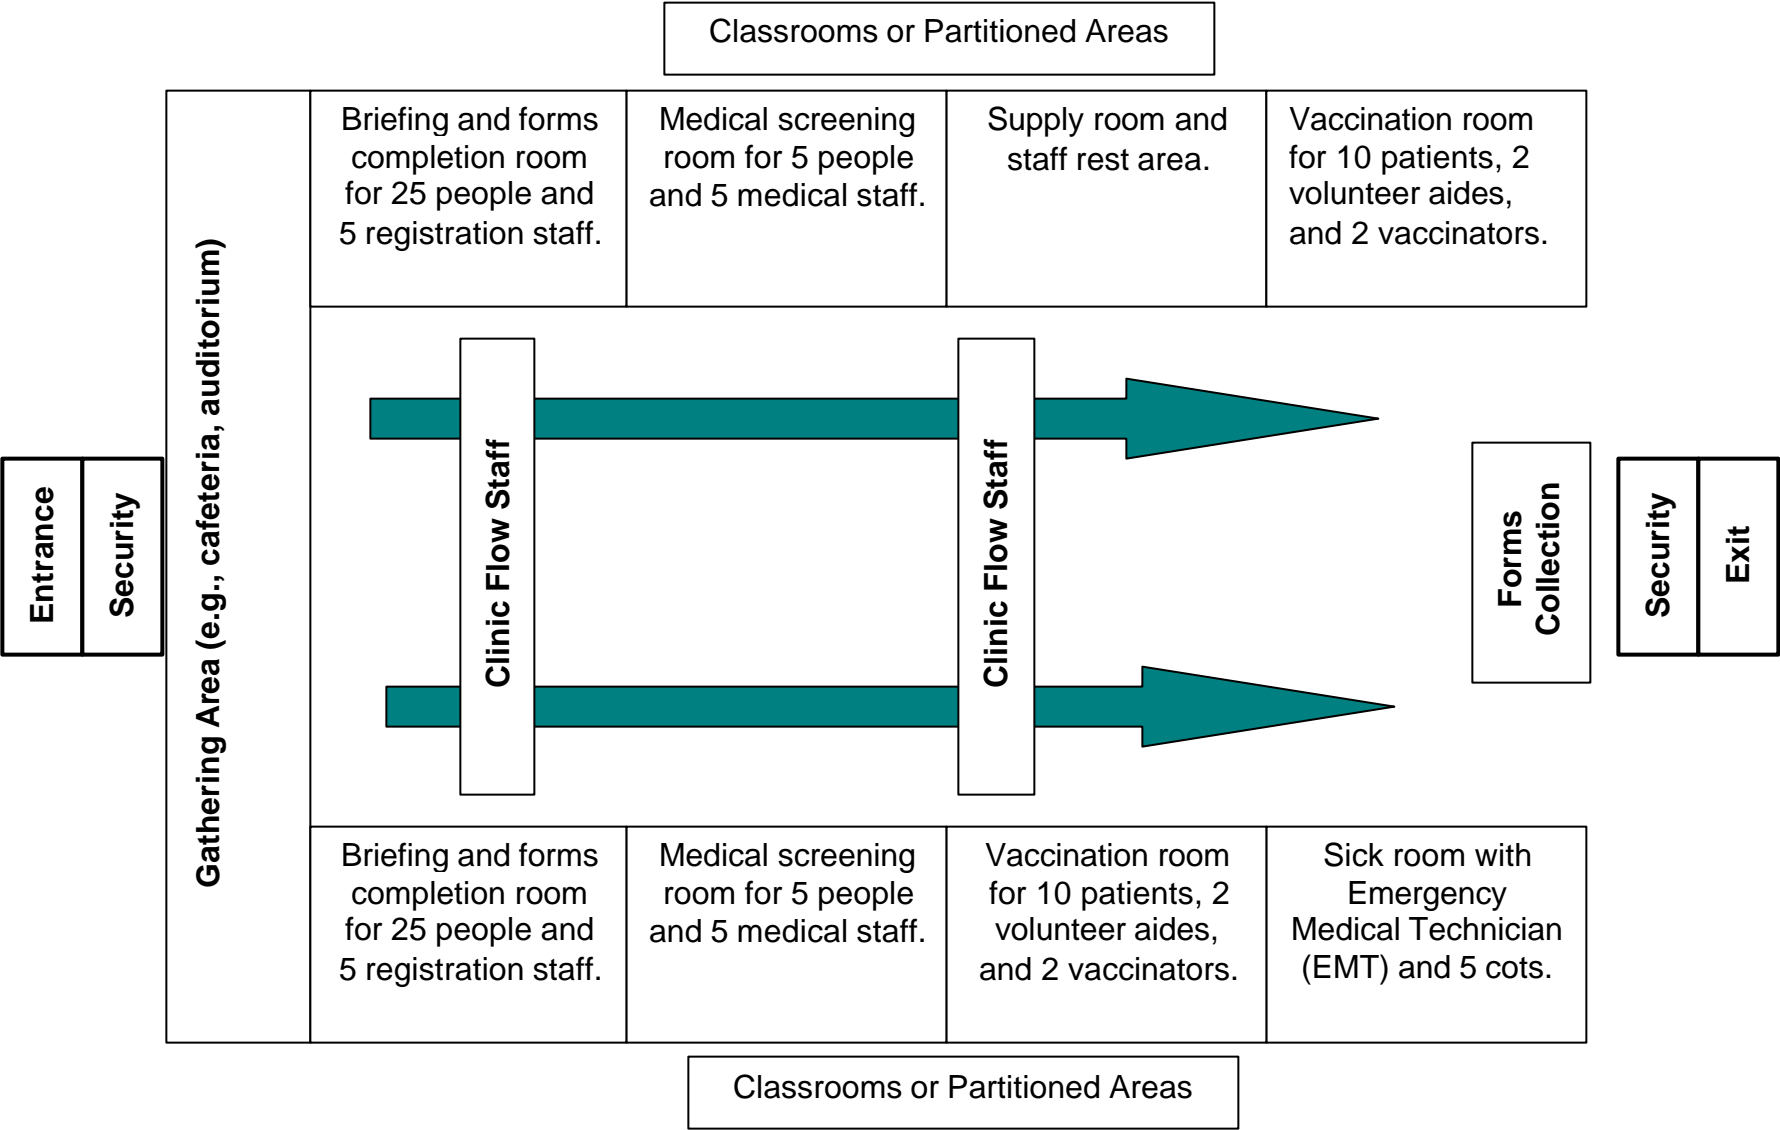 Classrooms or Partitioned Areas
Briefing and forms
completion room
for 25 people and
5 registration staff.
Medical screening
room for 5 people
and 5 medical staff.
Supply room and
staff rest area.
Vaccination room
for 10 patients, 2
volunteer aides,
and 2 vaccinators.
Entrance
Security
Gathering Area (e.g., cafeteria, auditorium)
Clinic Flow Staff
Clinic Flow Staff
Forms
Collection
Security
Exit
Briefing and forms
completion room
for 25 people and
5 registration staff.
Medical screening
room for 5 people
and 5 medical staff.
Vaccination room
for 10 patients, 2
volunteer aides,
and 2 vaccinators.
Sick room with
Emergency
Medical Technician
(EMT) and 5 cots.
Classrooms or Partitioned Areas